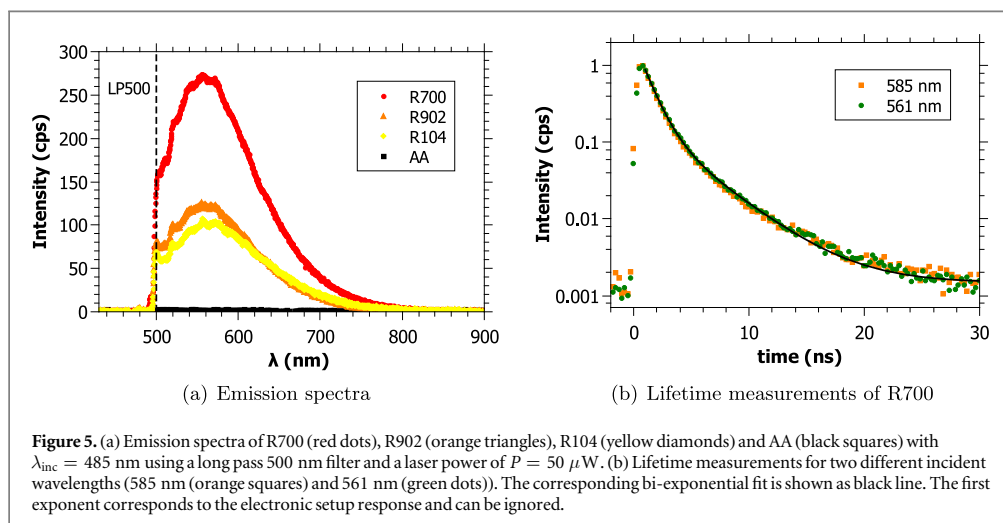 300
250
200
150
100
50
0
Intensity (cps)
LP500
R700
R902
R104
AA
500 600 700 800 900
λ (nm)
(a) Emission spectra
1
0.1
0.01
0.001
Intensity (cps)
585 nm
561 nm
0 10 20 30
time (ns)
(b) Lifetime measurements of R700
Figure 5. (a) Emission spectra of R700 (red dots), R902 (orange triangles), R104 (yellow diamonds) and AA (black squares) with
λinc = 485 nm using a long pass 500 nm filter and a laser power of P = 50 μW. (b) Lifetime measurements for two different incident
wavelengths (585 nm (orange squares) and 561 nm (green dots)). The corresponding bi-exponential fit is shown as black line. The first
exponent corresponds to the electronic setup response and can be ignored.